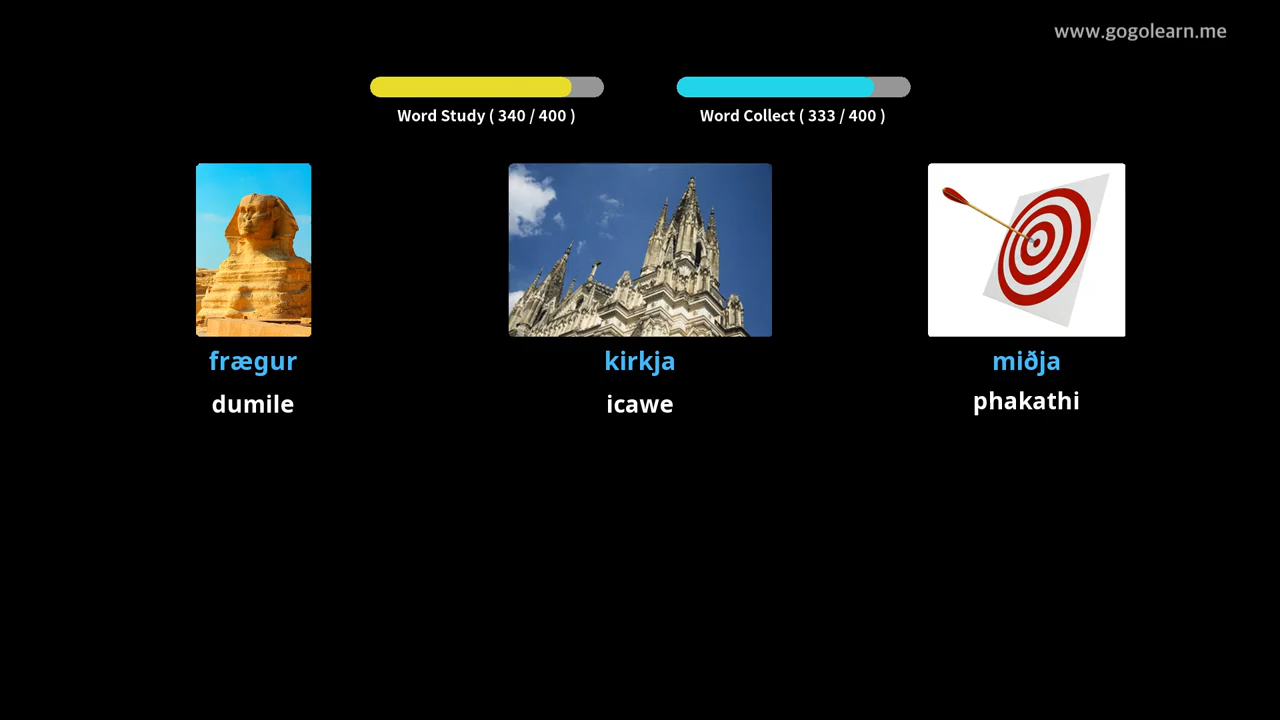 www.gogolearn.me
Word Study ( 340 / 400 )
Word Collect ( 333 / 400 )
frægur
kirkja
miðja
dumile
icawe
phakathi